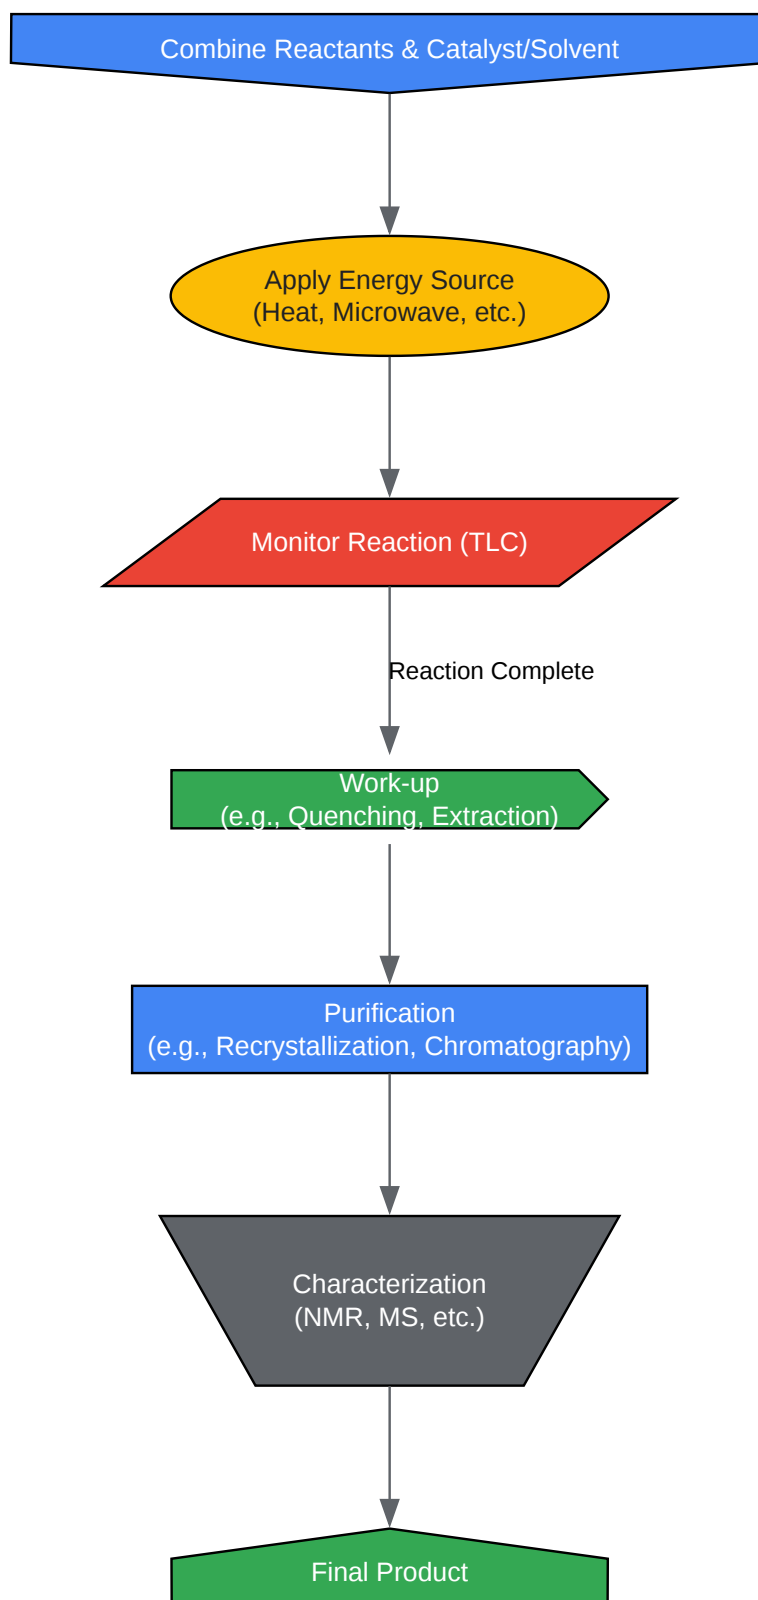 Combine Reactants & Catalyst/Solvent
Apply Energy Source
(Heat, Microwave, etc.)
Monitor Reaction (TLC)
Reaction Complete
Work-up
(e.g., Quenching, Extraction)
Purification
(e.g., Recrystallization, Chromatography)
Characterization
(NMR, MS, etc.)
Final Product